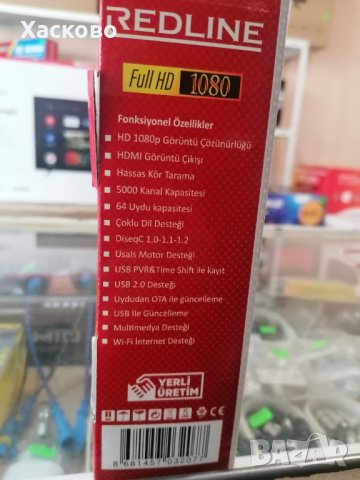 Хасково
REDLINE
Full HD 1080
Fonksiyonel Özellikler
HD 1080p Görüntü Çözünürlüğü
HDMI Görüntü Çıkışı
Hassas Kör Tarama
5000 Kanal Kapasitesi
64 Uydu kapasitesi
Çoklu Dil Desteği
DiseqC 1.0-1.1-1.2
Usals Motor Desteği
USB PVR&Time Shift ile kayıt
USB 2.0 Desteği
Uydudan OTA ile güncelleme
USB ile Güncelleme
Multimedya Desteği
Wi-Fi İnternet Desteği
YERLİ
ÜRETİM
BAZAR